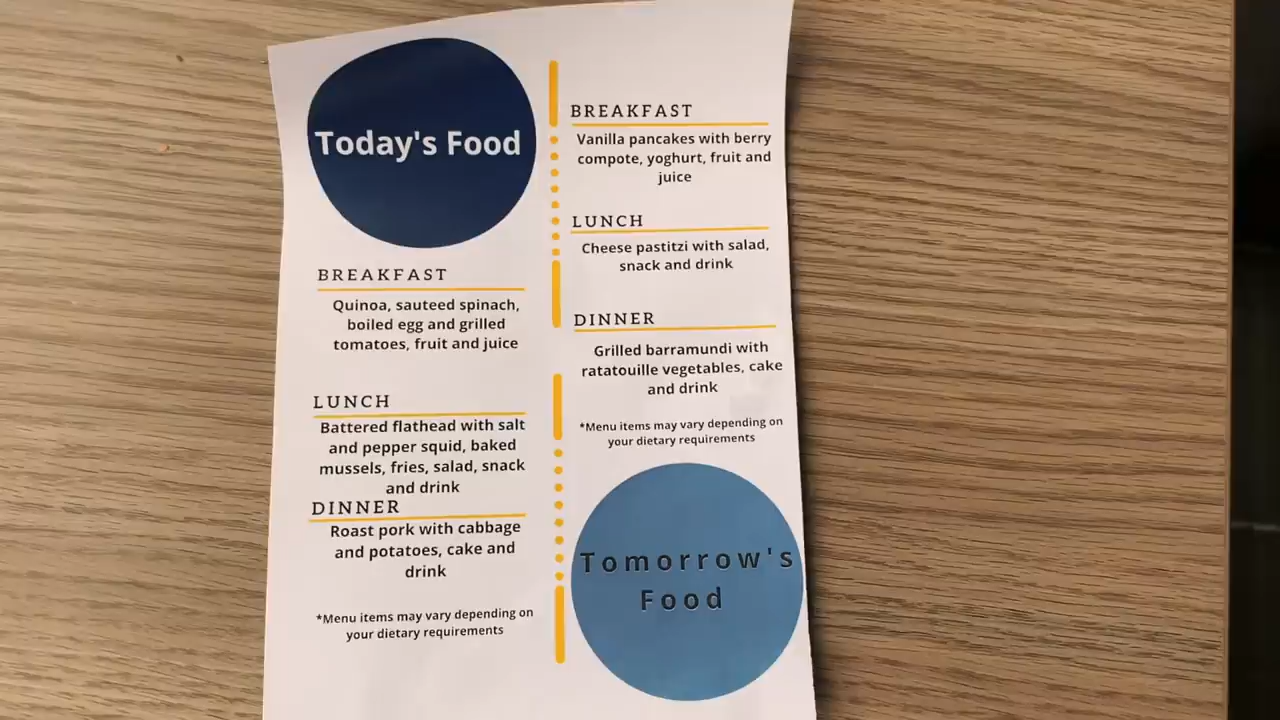 Today's Food
BREAKFAST
Quinoa, sauteed spinach,
boiled egg and grilled
tomatoes, fruit and juice
LUNCH
Battered flathead with salt
and pepper squid, baked
mussels, fries, salad, snack
and drink
DINNER
Roast pork with cabbage
and potatoes, cake and
drink
*Menu items may vary depending on
your dietary requirements
BREAKFAST
Vanilla pancakes with berry
compote, yoghurt, fruit and
juice
LUNCH
Cheese pastitzi with salad,
snack and drink
DINNER
Grilled barramundi with
ratatouille vegetables, cake
and drink
*Menu items may vary depending on
your dietary requirements
Tomorrow's
Food